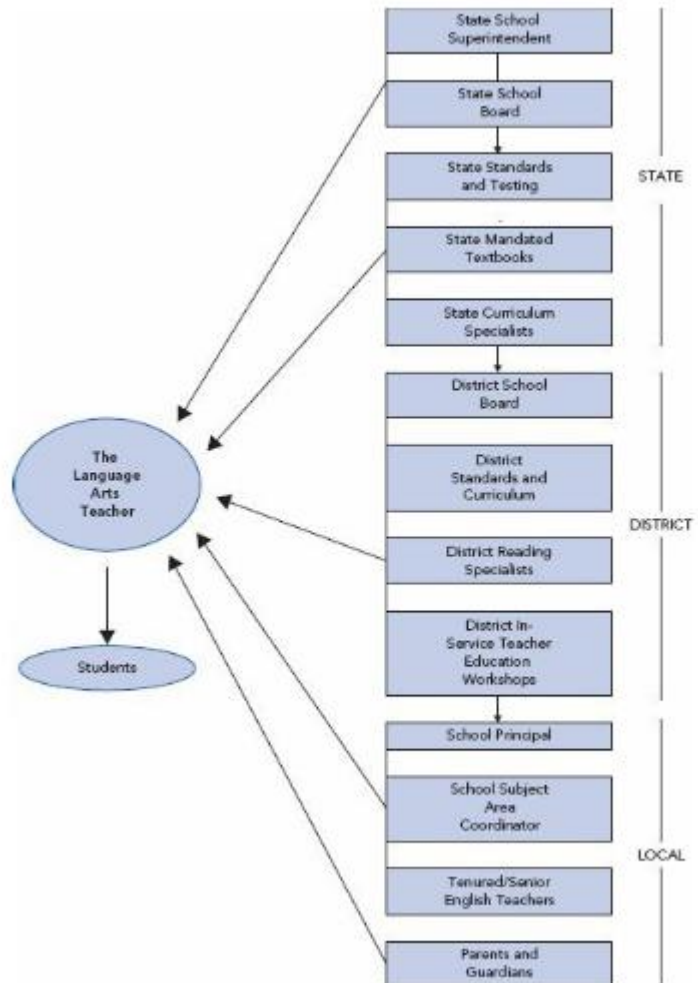 State School
Superintendent
State School
Board
State Standards
and Testing
STATE
State Mandated
Textbooks
State Curriculum
Specialists
District School
Board
The
Language
Arts
Teacher
District
Standards and
Curriculum
DISTRICT
District Reading
Specialists
District In-
Service Teacher
Education
Workshops
Students
School Principal
School Subject
Area
Coordinator
LOCAL
Tenured/Senior
English Teachers
Parents and
Guardians